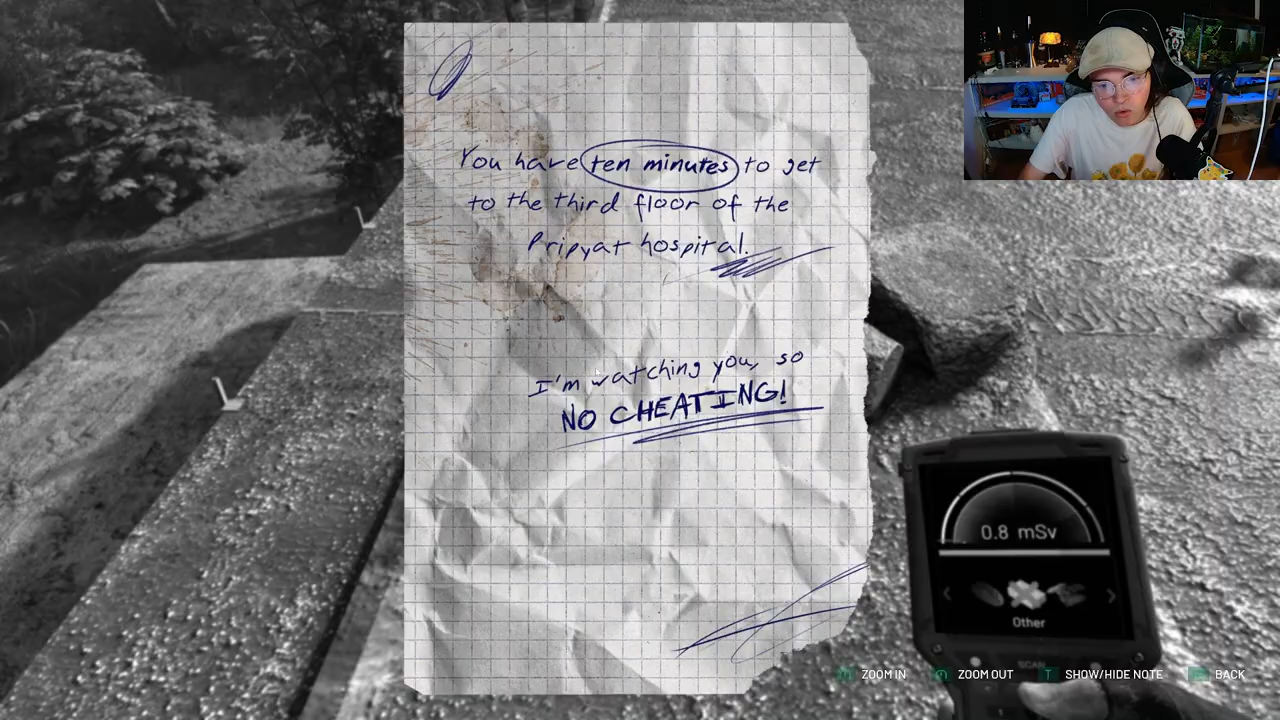 You have ten minutes to get
to the third floor of the
Pripyat hospital.
I'm watching you, so
NO CHEATING!
0.8 mSv
Other
SCAN
ZOOM IN
ZOOM OUT
T SHOW/HIDE NOTE
BACK